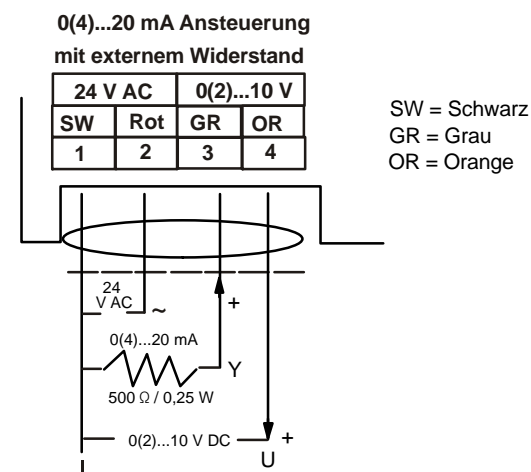 0(4)...20 mA Ansteuerung
mit externem Widerstand
24 V AC 0(2)...10 V
SW Rot GR OR
1 2 3 4
SW = Schwarz
GR = Grau
OR = Orange
24
V AC
~
+
0(4)...20 mA
Y
500 Ω / 0,25 W
0(2)...10 V DC
+
U